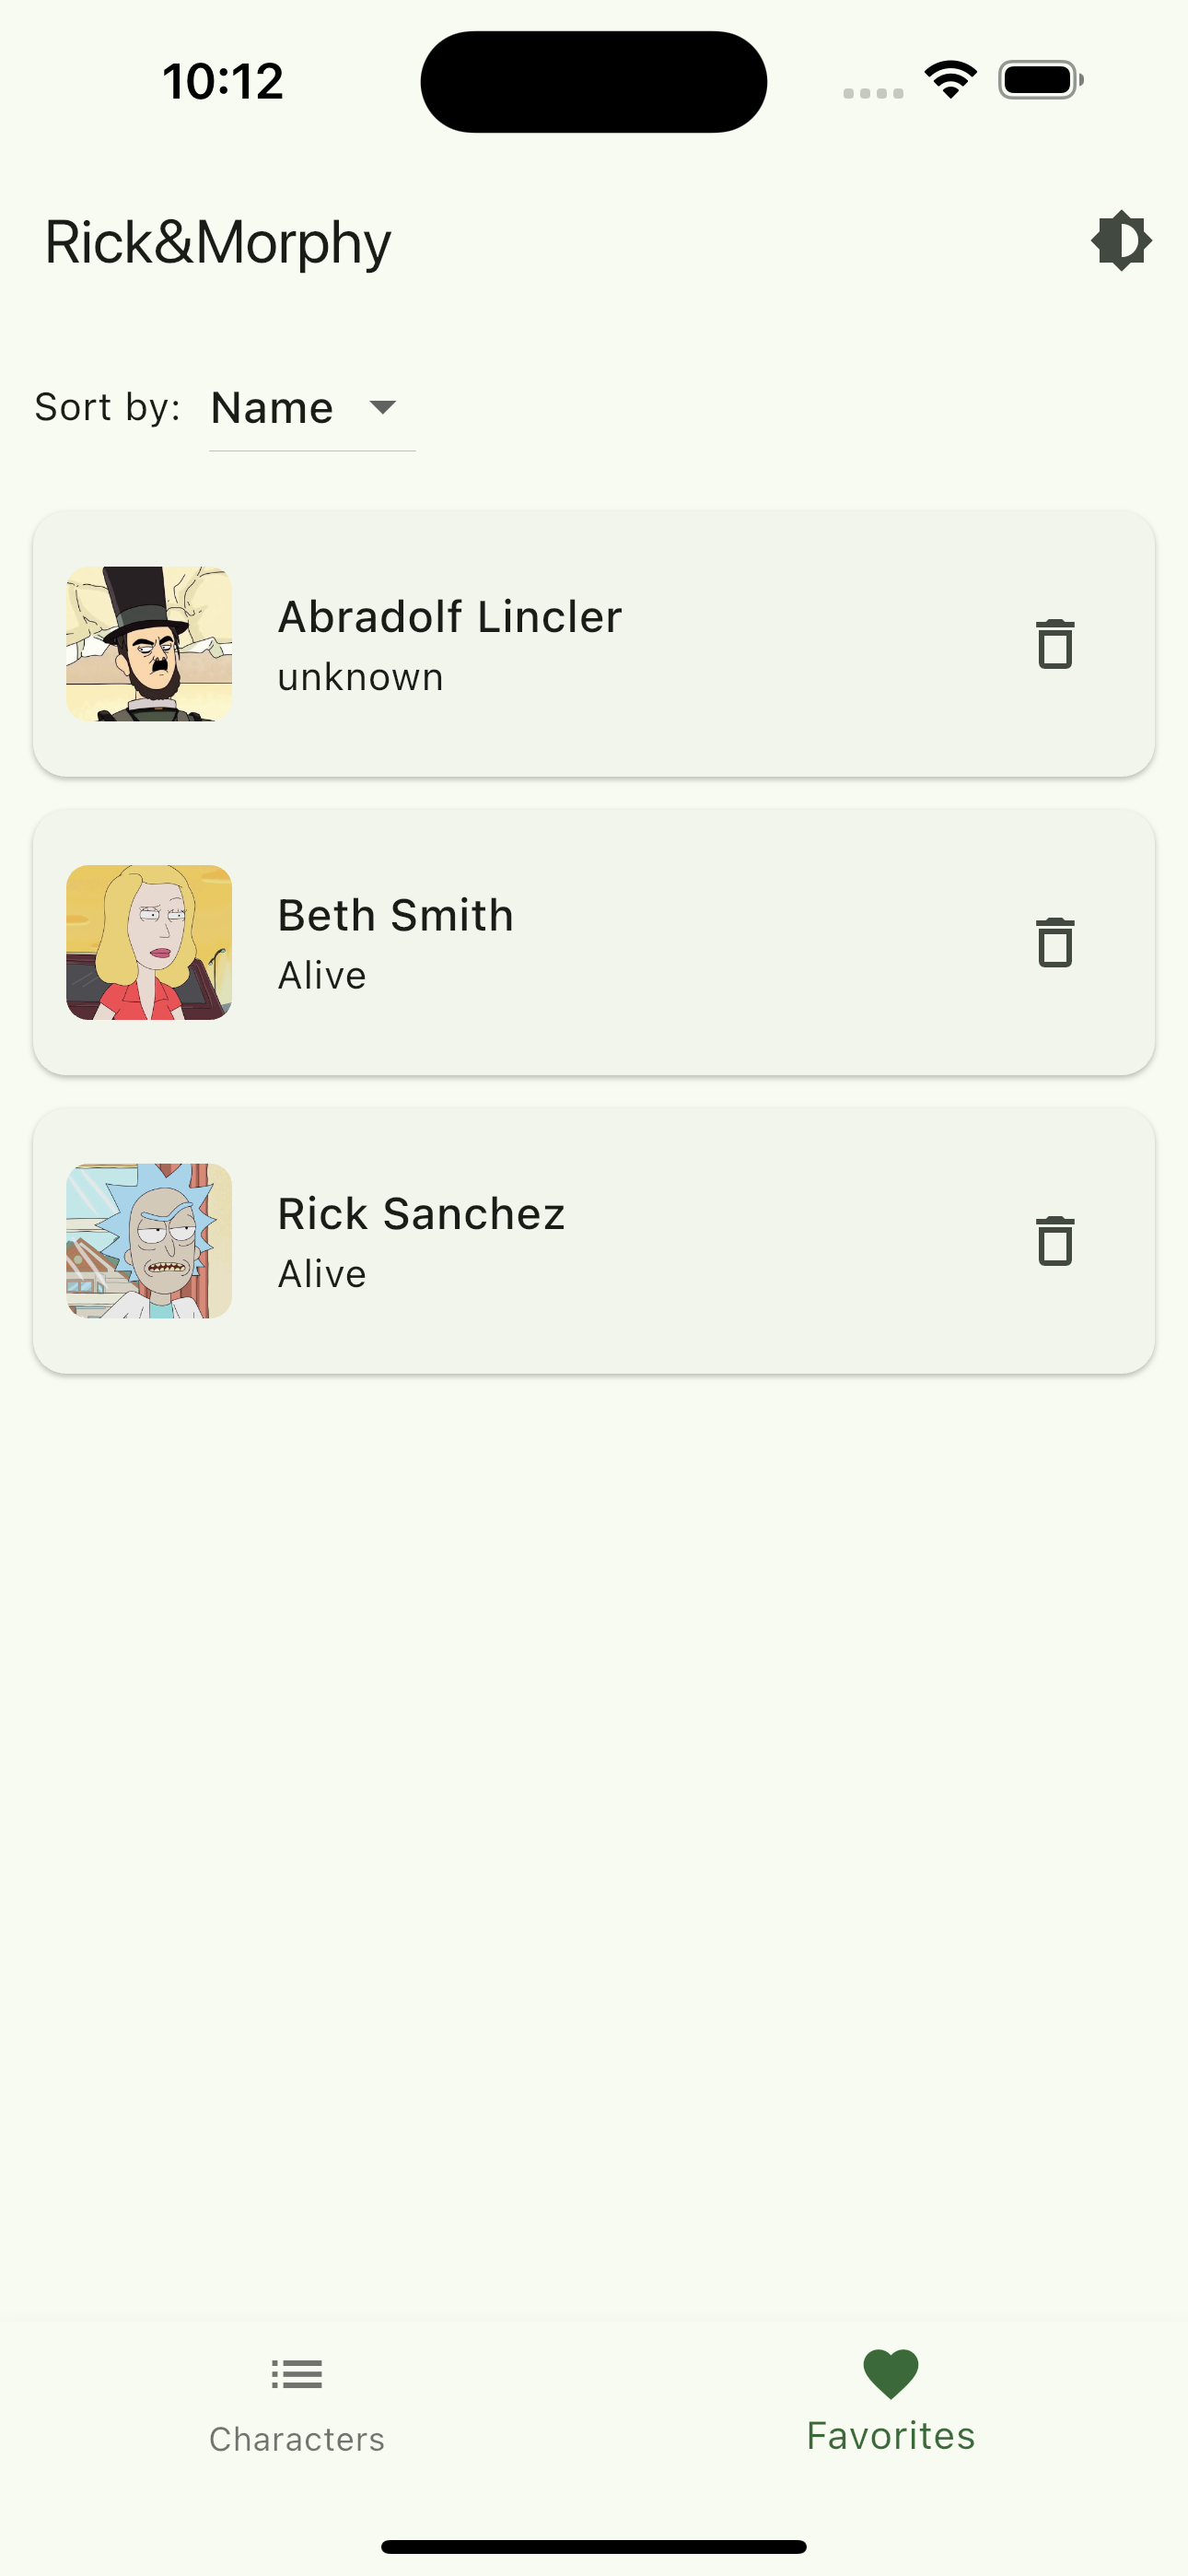 10:12
Rick&Morphy
Sort by: Name
Abradolf Lincler
unknown
Beth Smith
Alive
Rick Sanchez
Alive
Characters
Favorites